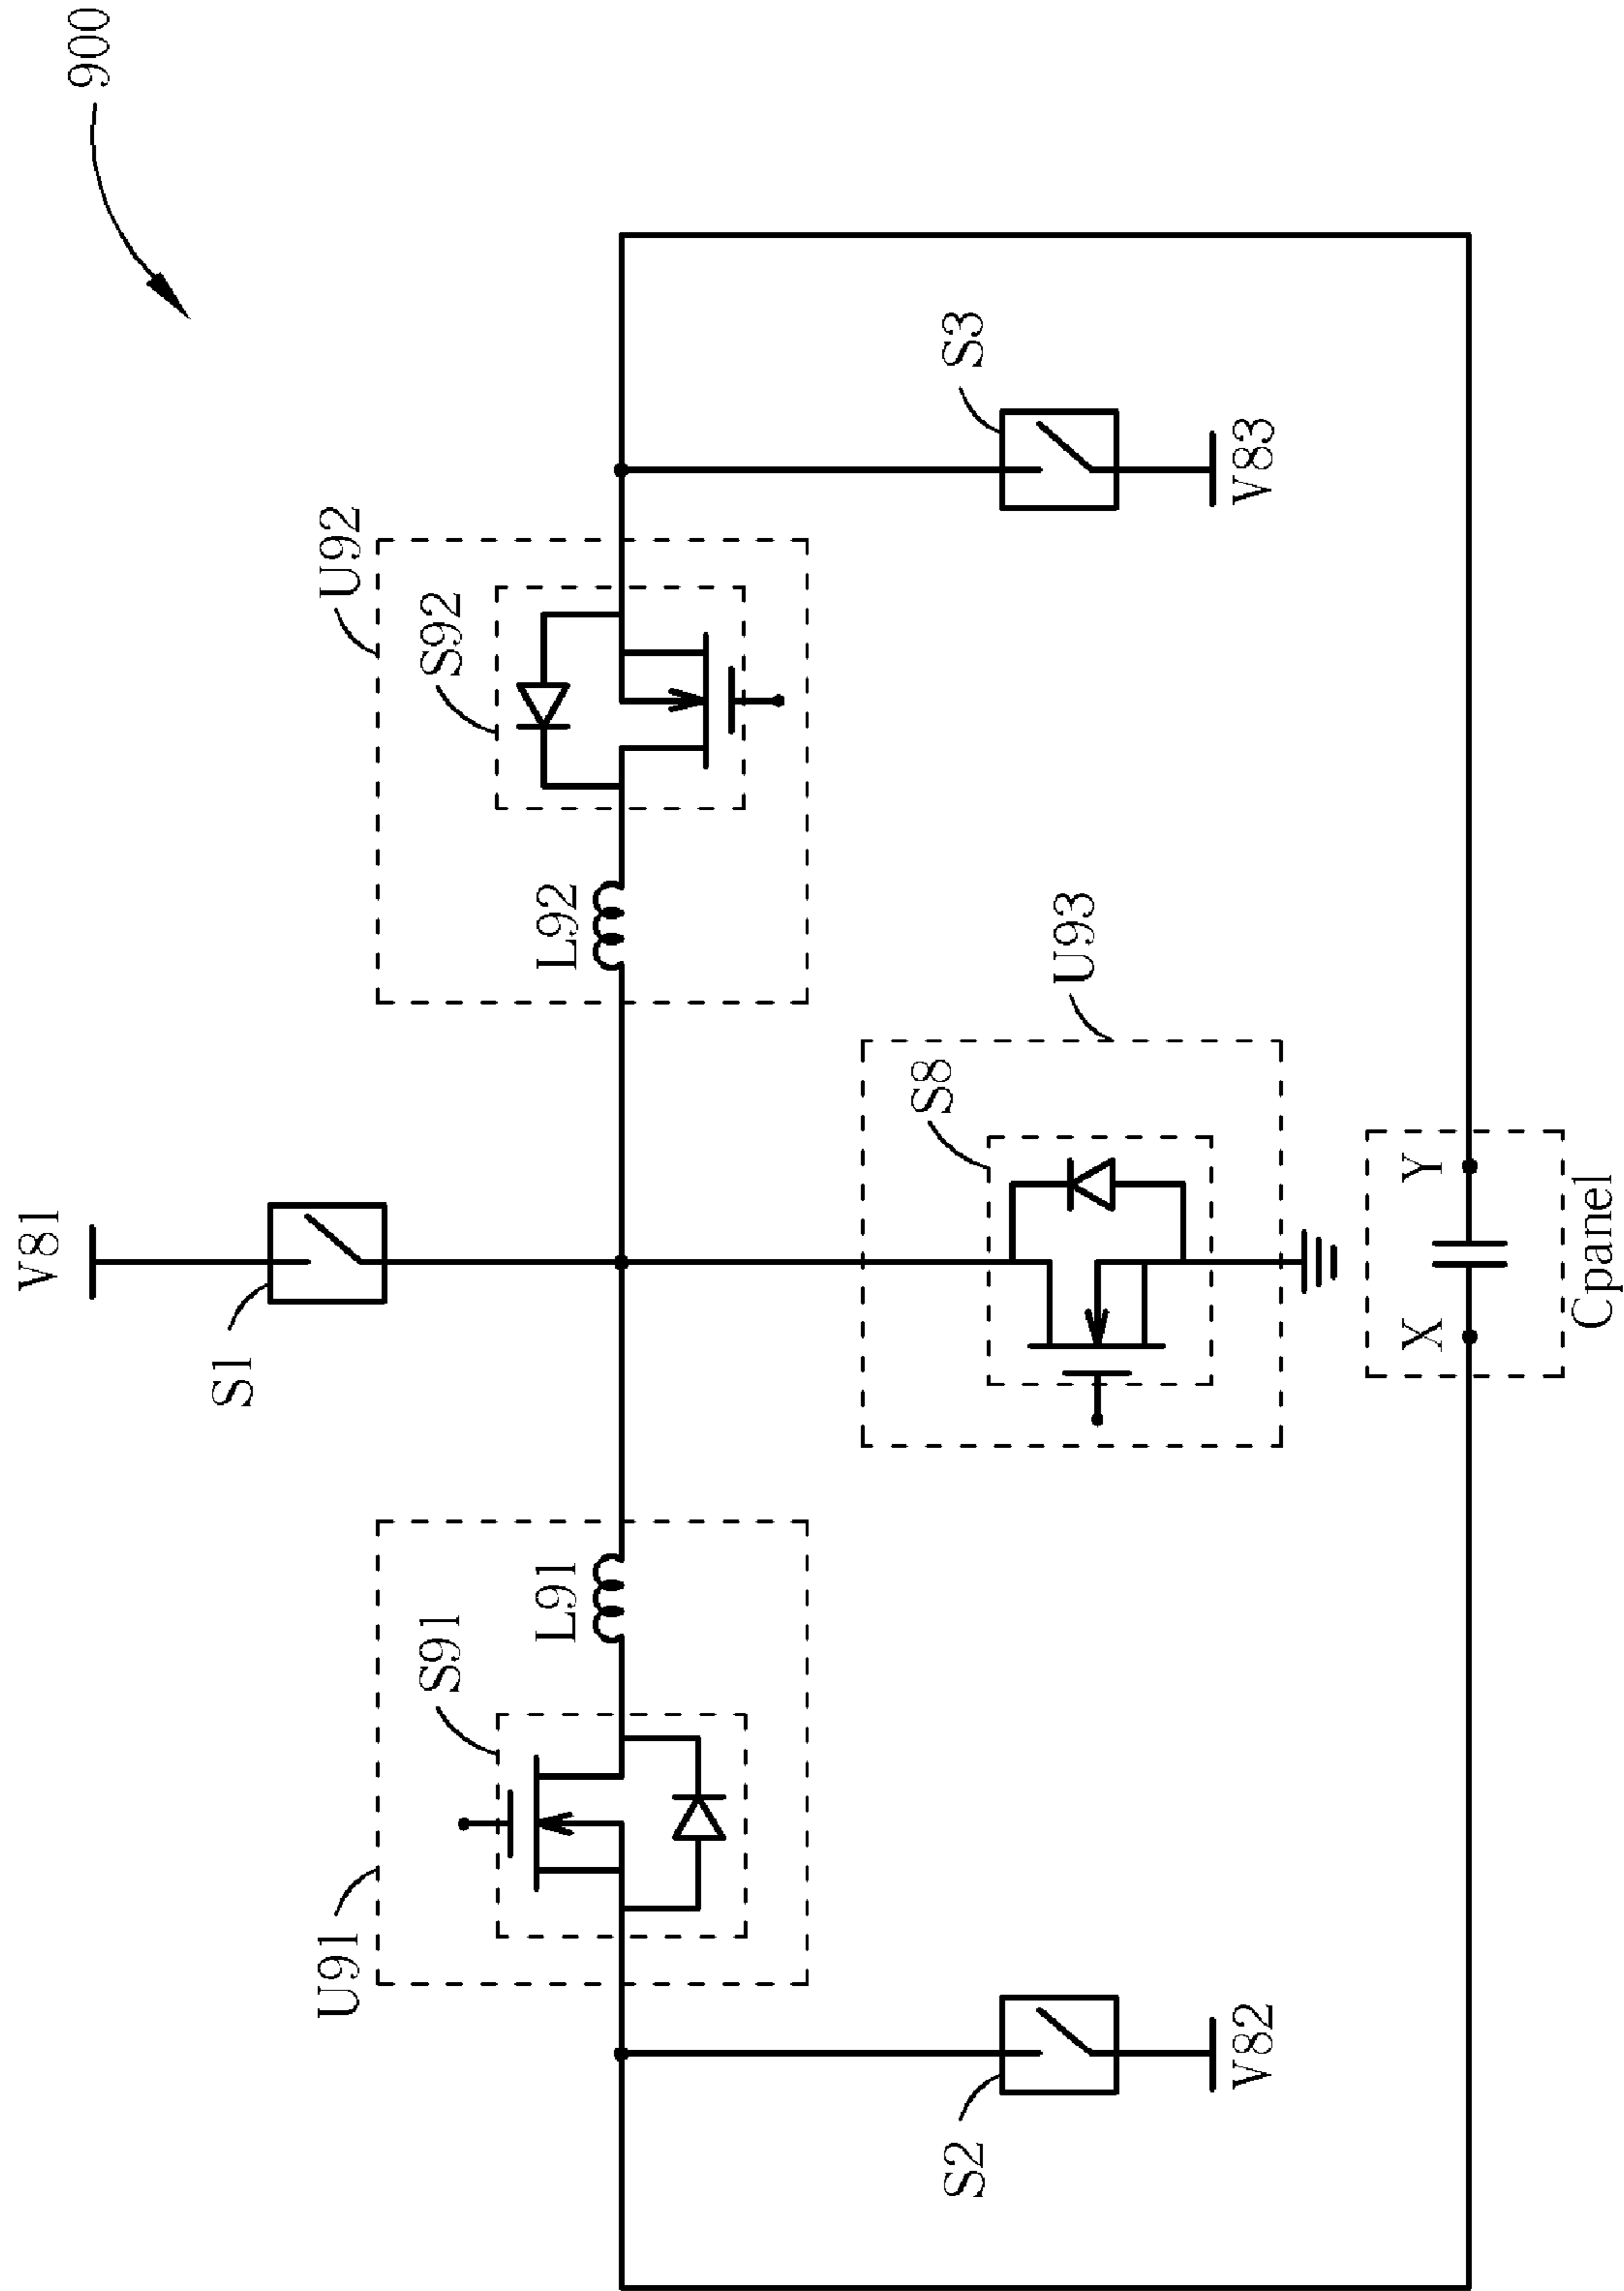 900
V81
S1
U91
S91
L91
L92
S92
U92
S2
V82
S8
U93
S3
V83
X
Y
Cpanel